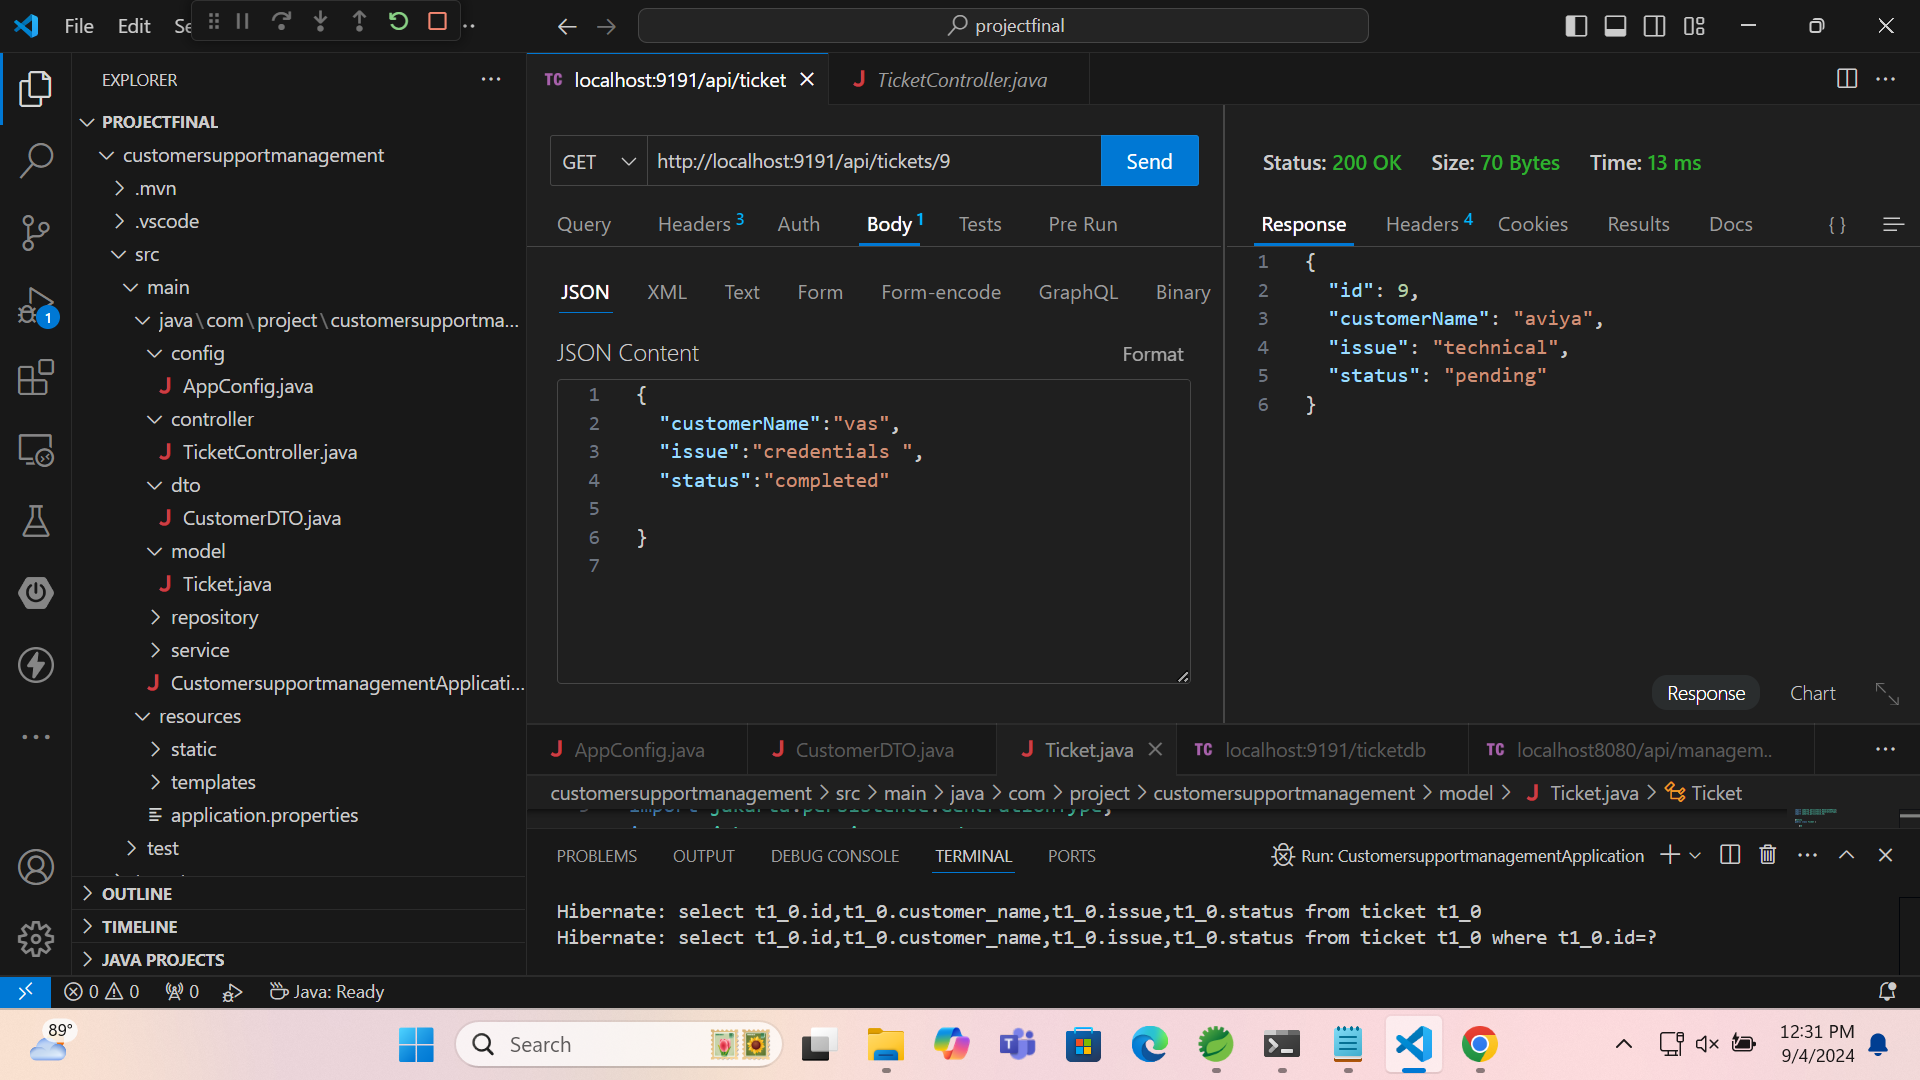 File Edit Se
projectfinal
EXPLORER
PROJECTFINAL
customersupportmanagement
.mvn
.vscode
src
main
java\com\project\customersupportma...
config
AppConfig.java
controller
TicketController.java
dto
CustomerDTO.java
model
Ticket.java
repository
service
CustomersupportmanagementApplicati...
resources
static
templates
application.properties
test
OUTLINE
TIMELINE
JAVA PROJECTS
1
TC localhost:9191/api/ticket
J TicketController.java
GET http://localhost:9191/api/tickets/9 Send
Query Headers 3 Auth Body 1 Tests Pre Run
JSON XML Text Form Form-encode GraphQL Binary
JSON Content Format
1 {
2 "customerName":"vas",
3 "issue":"credentials ",
4 "status":"completed"
5
6 }
7
Status: 200 OK Size: 70 Bytes Time: 13 ms
Response Headers 4 Cookies Results Docs { }
1 {
2 "id": 9,
3 "customerName": "aviya",
4 "issue": "technical",
5 "status": "pending"
6 }
Response Chart
J AppConfig.java J CustomerDTO.java J Ticket.java TC localhost:9191/ticketdb TC localhost8080/api/managem..
customersupportmanagement > src > main > java > com > project > customersupportmanagement > model > J Ticket.java > Ticket
import jakarta.persistence.GenerationType;
PROBLEMS OUTPUT DEBUG CONSOLE TERMINAL PORTS
Run: CustomersupportmanagementApplication
Hibernate: select t1_0.id,t1_0.customer_name,t1_0.issue,t1_0.status from ticket t1_0
Hibernate: select t1_0.id,t1_0.customer_name,t1_0.issue,t1_0.status from ticket t1_0 where t1_0.id=?
0 0 0 Java: Ready
89°
Search
12:31 PM
9/4/2024